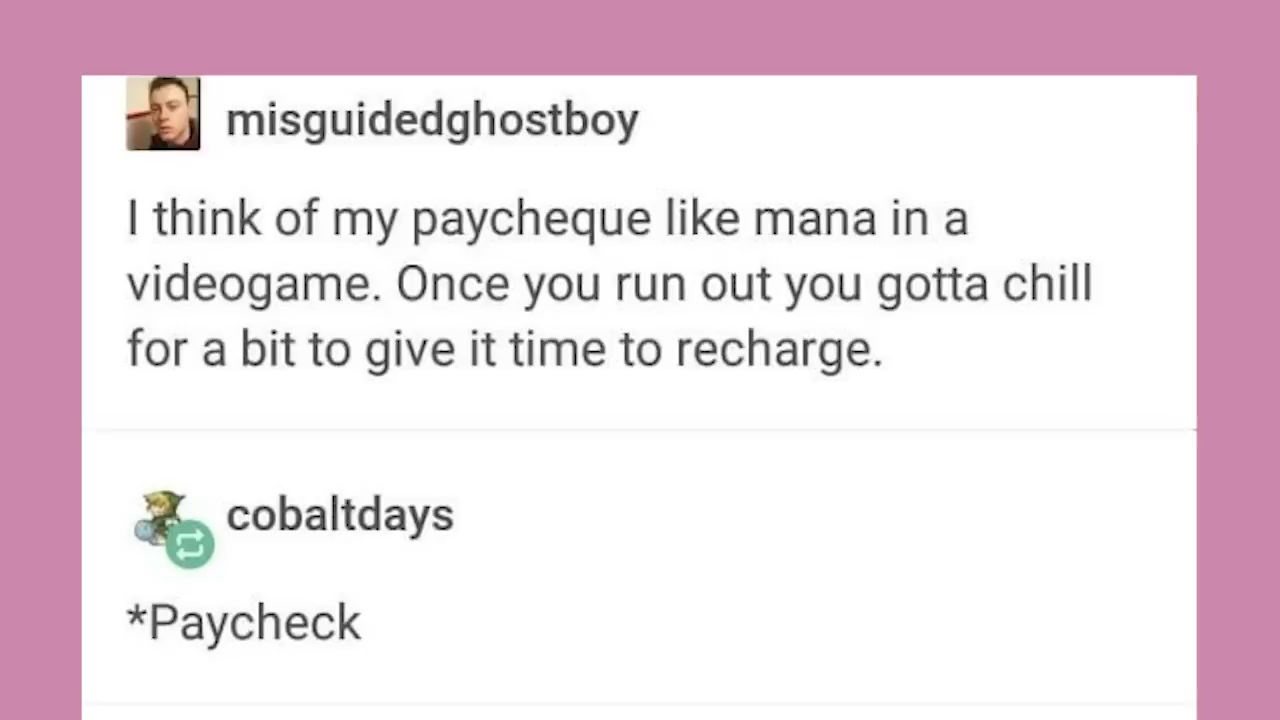 misguidedghostboy
I think of my paycheque like mana in a
videogame. Once you run out you gotta chill
for a bit to give it time to recharge.
cobaltdays
*Paycheck